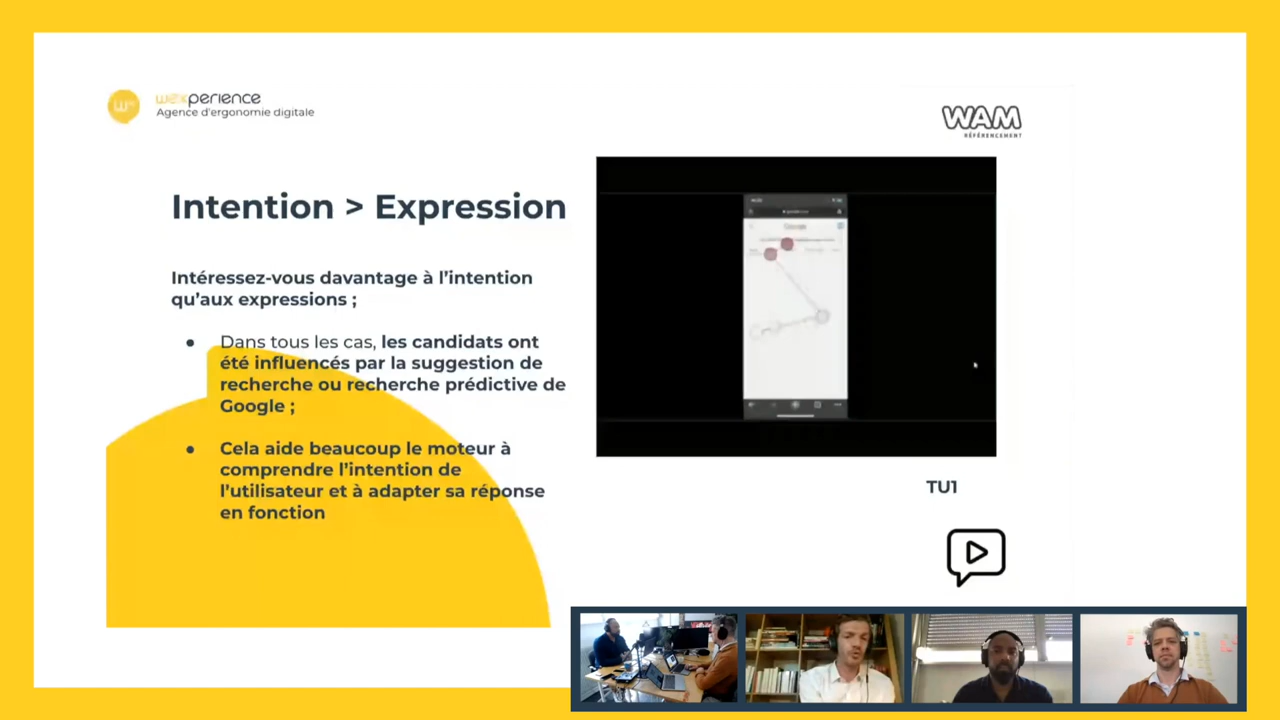 wexperience
Agence d'ergonomie digitale
WAM
RÉFÉRENCEMENT
Intention > Expression
Intéressez-vous davantage à l'intention
qu'aux expressions ;
● Dans tous les cas, les candidats ont
été influencés par la suggestion de
recherche ou recherche prédictive de
Google ;
● Cela aide beaucoup le moteur à
comprendre l'intention de
l'utilisateur et à adapter sa réponse
en fonction
Google
TU1